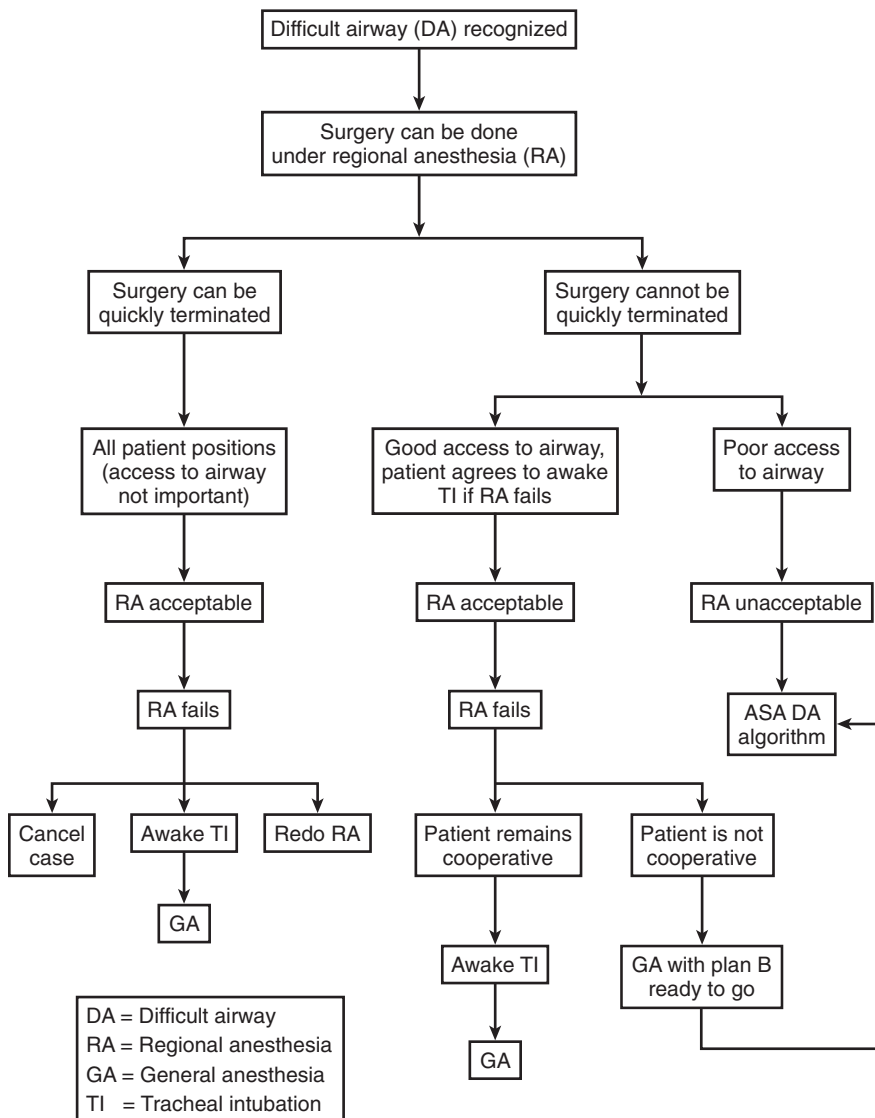 Difficult airway (DA) recognized
Surgery can be done
under regional anesthesia (RA)
Surgery can be
quickly terminated
Surgery cannot be
quickly terminated
All patient positions
(access to airway
not important)
Good access to airway,
patient agrees to awake
TI if RA fails
Poor access
to airway
RA acceptable
RA acceptable
RA unacceptable
RA fails
RA fails
ASA DA
algorithm
Cancel
case
Awake TI
Redo RA
Patient remains
cooperative
Patient is not
cooperative
GA
Awake TI
GA with plan B
ready to go
GA
DA = Difficult airway
RA = Regional anesthesia
GA = General anesthesia
TI = Tracheal intubation